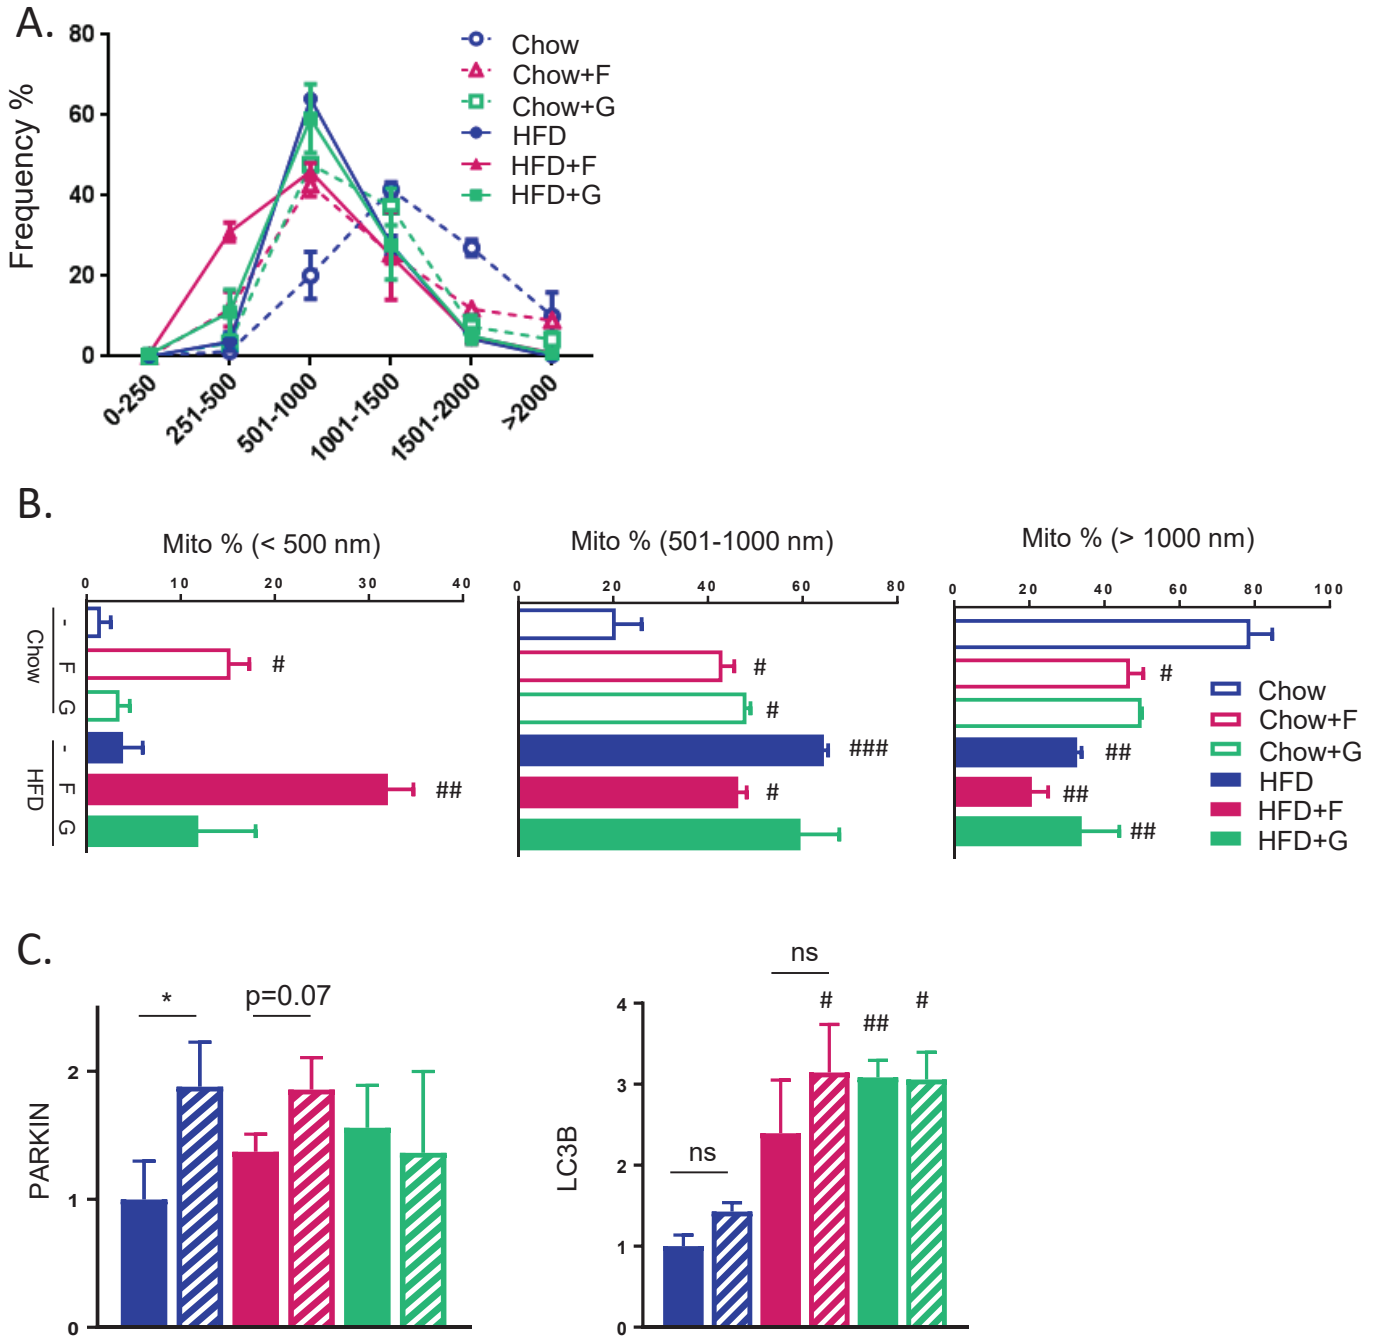 A.
Frequency %
80
60
40
20
0
0-250
251-500
501-1000
1001-1500
1501-2000
>2000
Chow
Chow+F
Chow+G
HFD
HFD+F
HFD+G
B.
Mito % (< 500 nm)
0 10 20 30 40
Chow
- F G
HFD
- F G
#
##
Mito % (501-1000 nm)
0 20 40 60 80
#
#
###
#
Mito % (> 1000 nm)
0 20 40 60 80 100
#
##
##
##
Chow
Chow+F
Chow+G
HFD
HFD+F
HFD+G
C.
PARKIN
2
1
0
*
p=0.07
LC3B
4
3
2
1
0
ns
ns
#
##
#